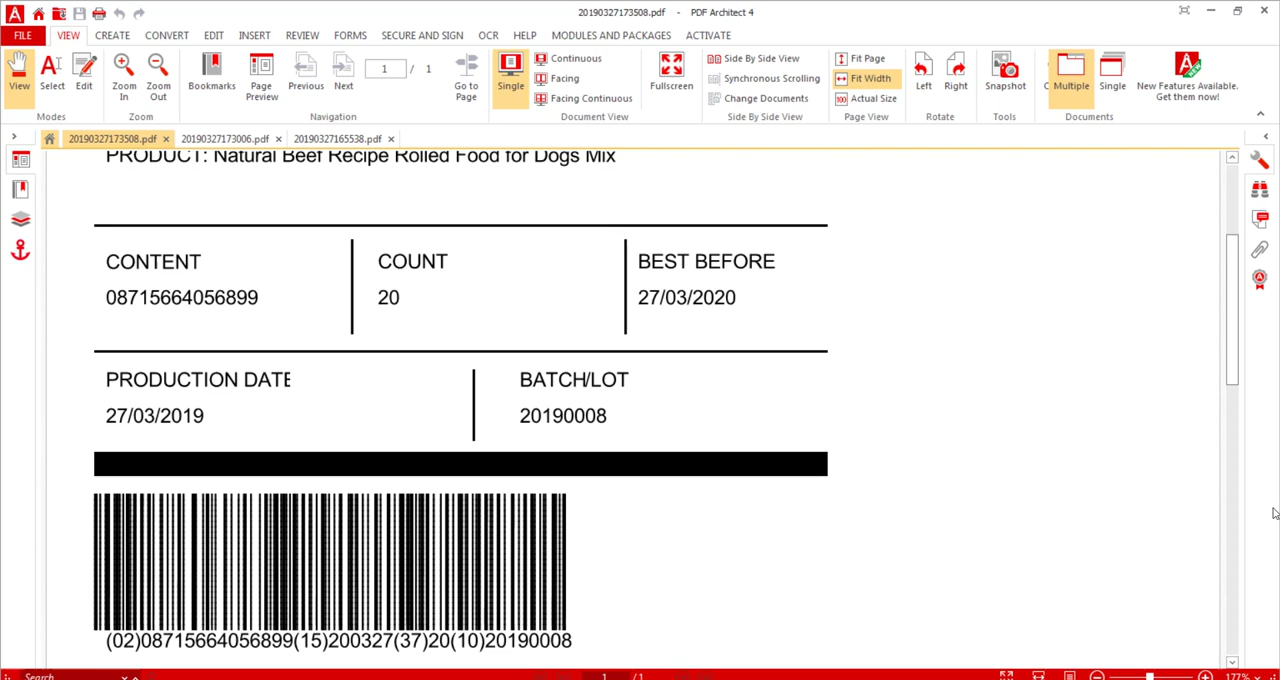 20190327173508.pdf - PDF Architect 4
FILE VIEW CREATE CONVERT EDIT INSERT REVIEW FORMS SECURE AND SIGN OCR HELP MODULES AND PACKAGES ACTIVATE
View Select Edit
Modes
Zoom In Zoom Out
Zoom
Bookmarks Page Preview Previous 1 / 1 Next Go to Page
Navigation
Single Continuous Facing Facing Continuous Fullscreen
Document View
Side By Side View Synchronous Scrolling Change Documents
Side By Side View
Fit Page Fit Width 100 Actual Size
Page View
Left Right
Rotate
Snapshot
Tools
Multiple Single
Documents
New Features Available. Get them now!
20190327173508.pdf × 20190327173006.pdf × 20190327165538.pdf ×
PRODUCT: Natural Beef Recipe Rolled Food for Dogs Mix
CONTENT COUNT BEST BEFORE
08715664056899 20 27/03/2020
PRODUCTION DATE BATCH/LOT
27/03/2019 20190008
(02)08715664056899(15)200327(37)20(10)20190008
Search 1 / 1 177%